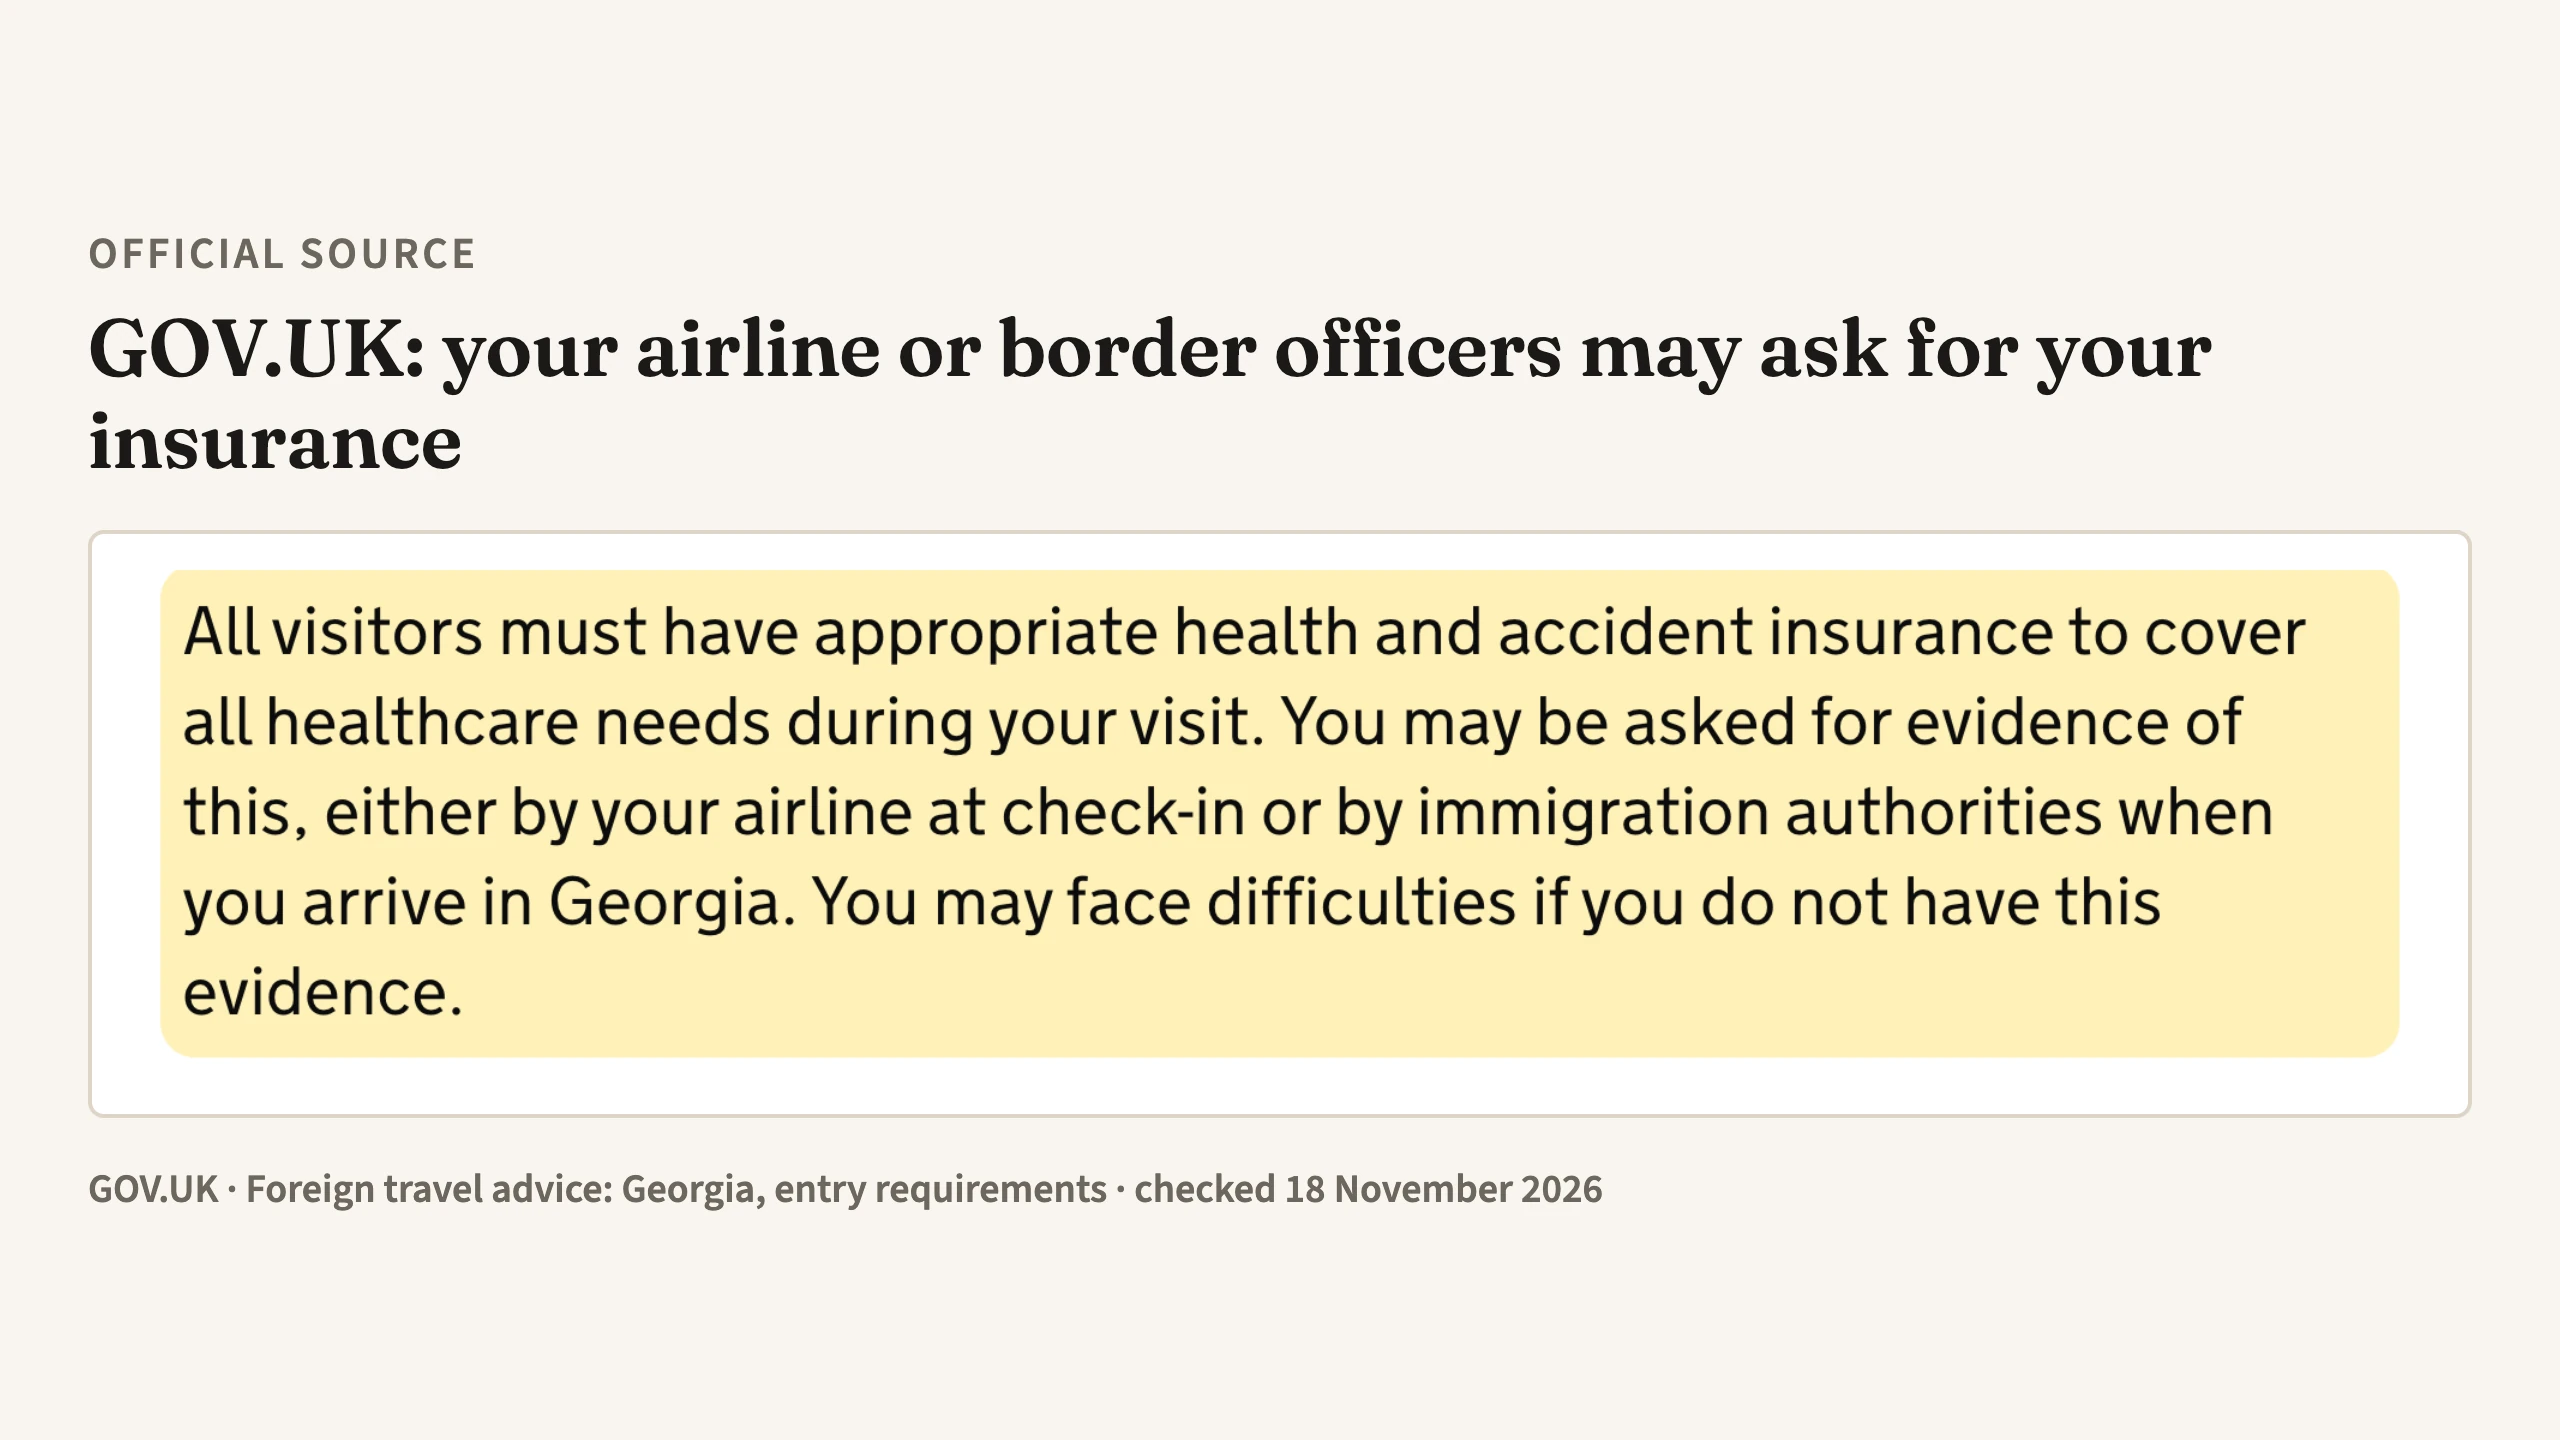 OFFICIAL SOURCE
GOV.UK: your airline or border officers may ask for your
insurance
All visitors must have appropriate health and accident insurance to cover
all healthcare needs during your visit. You may be asked for evidence of
this, either by your airline at check-in or by immigration authorities when
you arrive in Georgia. You may face difficulties if you do not have this
evidence.
GOV.UK · Foreign travel advice: Georgia, entry requirements · checked 18 November 2026